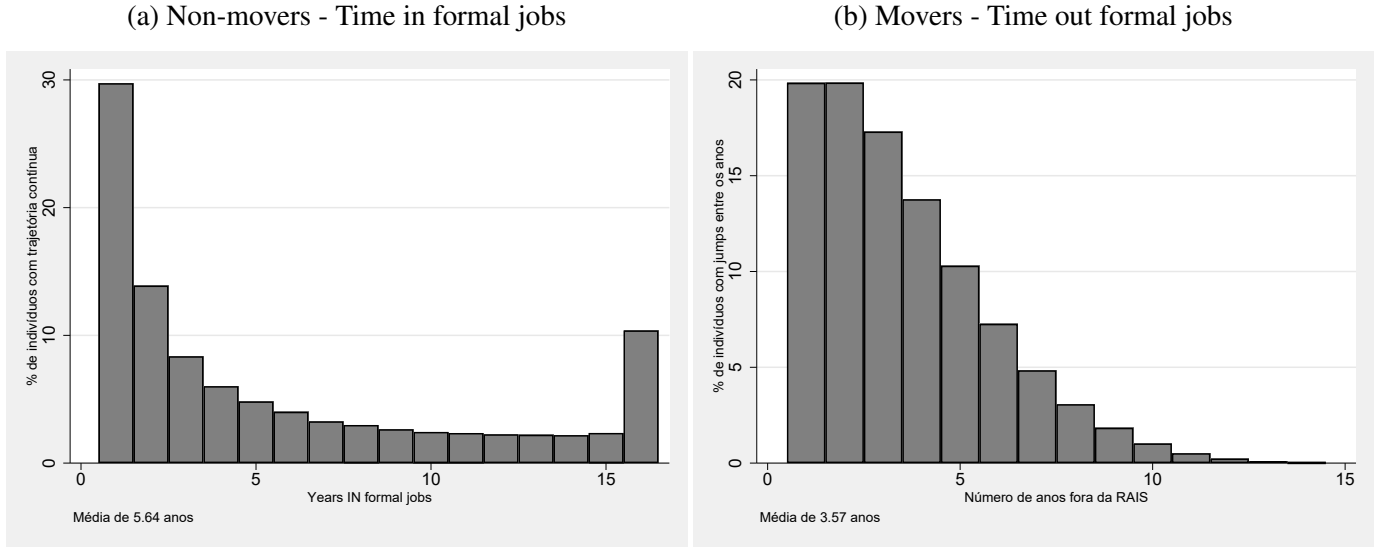 (a) Non-movers - Time in formal jobs
% de indivíduos com trajetória contínua
30
20
10
0
0 5 10 15
Years IN formal jobs
Média de 5.64 anos
(b) Movers - Time out formal jobs
% de indivíduos com jumps entre os anos
20
15
10
5
0
0 5 10 15
Número de anos fora da RAIS
Média de 3.57 anos